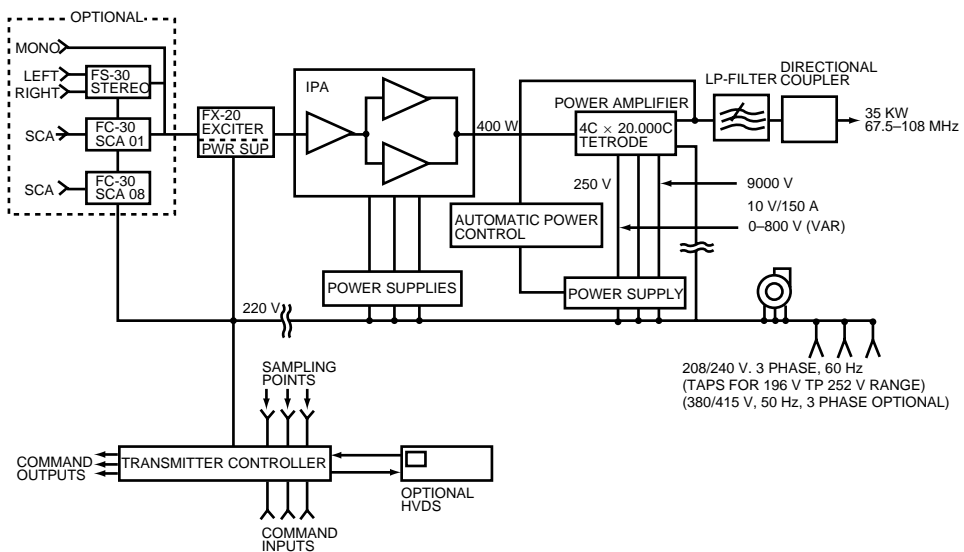 OPTIONAL
MONO
LEFT
RIGHT
FS-30
STEREO
SCA
FC-30
SCA 01
SCA
FC-30
SCA 08
FX-20
EXCITER
PWR SUP
IPA
400 W
POWER AMPLIFIER
4C × 20.000C
TETRODE
LP-FILTER
DIRECTIONAL
COUPLER
35 KW
67.5–108 MHz
250 V
9000 V
10 V/150 A
0–800 V (VAR)
AUTOMATIC POWER
CONTROL
POWER SUPPLIES
POWER SUPPLY
220 V
208/240 V. 3 PHASE, 60 Hz
(TAPS FOR 196 V TP 252 V RANGE)
(380/415 V, 50 Hz, 3 PHASE OPTIONAL)
SAMPLING
POINTS
COMMAND
OUTPUTS
TRANSMITTER CONTROLLER
OPTIONAL
HVDS
COMMAND
INPUTS